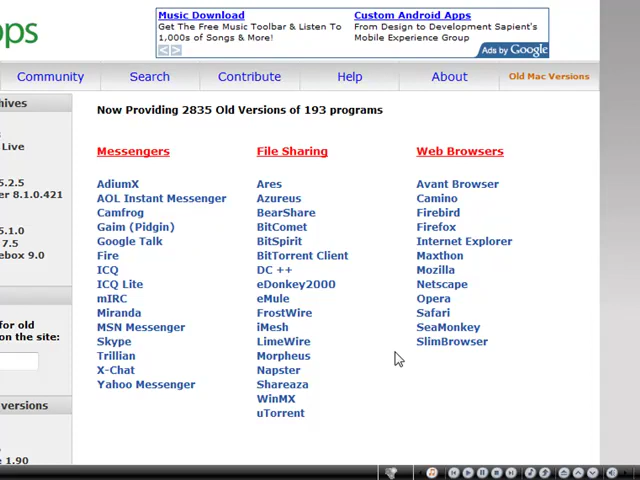 ps
Music Download
Get The Free Music Toolbar & Listen To
1,000s of Songs & More!
Custom Android Apps
From Design to Development Sapient's
Mobile Experience Group
Ads by Google
Community
Search
Contribute
Help
About
Old Mac Versions
hives
Live
5.2.5
er 8.1.0.421
5.1.0
7.5
ebox 9.0
for old
on the site:
versions
1.90
Now Providing 2835 Old Versions of 193 programs
Messengers
AdiumX
AOL Instant Messenger
Camfrog
Gaim (Pidgin)
Google Talk
Fire
ICQ
ICQ Lite
mIRC
Miranda
MSN Messenger
Skype
Trillian
X-Chat
Yahoo Messenger
File Sharing
Ares
Azureus
BearShare
BitComet
BitSpirit
BitTorrent Client
DC ++
eDonkey2000
eMule
FrostWire
iMesh
LimeWire
Morpheus
Napster
Shareaza
WinMX
uTorrent
Web Browsers
Avant Browser
Camino
Firebird
Firefox
Internet Explorer
Maxthon
Mozilla
Netscape
Opera
Safari
SeaMonkey
SlimBrowser